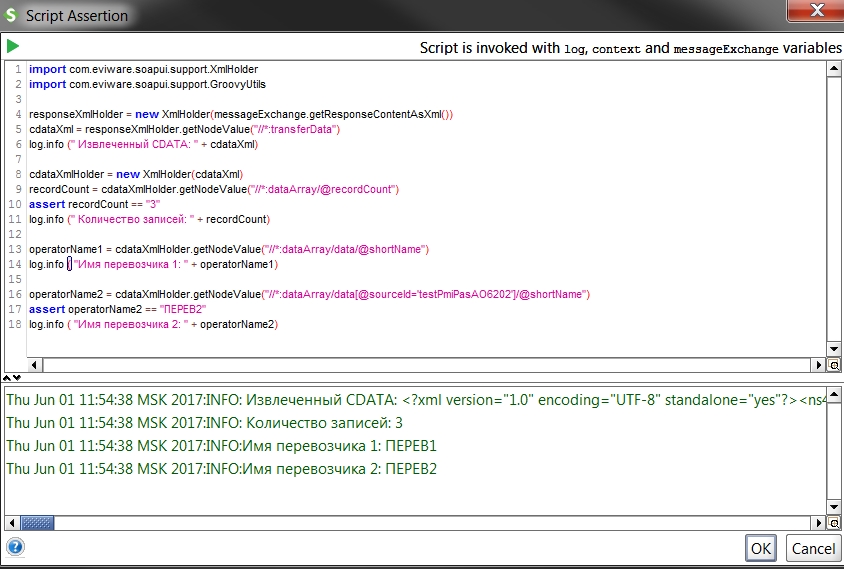 Script Assertion
Script is invoked with log, context and messageExchange variables
1 import com.eviware.soapui.support.XmlHolder
2 import com.eviware.soapui.support.GroovyUtils
3
4 responseXmlHolder = new XmlHolder(messageExchange.getResponseContentAsXml())
5 cdataXml = responseXmlHolder.getNodeValue("//*:transferData")
6 log.info (" Извлеченный CDATA: " + cdataXml)
7
8 cdataXmlHolder = new XmlHolder(cdataXml)
9 recordCount = cdataXmlHolder.getNodeValue("//*:dataArray/@recordCount")
10 assert recordCount == "3"
11 log.info (" Количество записей: " + recordCount)
12
13 operatorName1 = cdataXmlHolder.getNodeValue("//*:dataArray/data/@shortName")
14 log.info ( "Имя перевозчика 1: " + operatorName1)
15
16 operatorName2 = cdataXmlHolder.getNodeValue("//*:dataArray/data[@sourceId='testPmiPasAO6202']/@shortName")
17 assert operatorName2 == "ПЕРЕВ2"
18 log.info ( "Имя перевозчика 2: " + operatorName2)
Thu Jun 01 11:54:38 MSK 2017:INFO: Извлеченный CDATA: <?xml version="1.0" encoding="UTF-8" standalone="yes"?><ns4
Thu Jun 01 11:54:38 MSK 2017:INFO: Количество записей: 3
Thu Jun 01 11:54:38 MSK 2017:INFO:Имя перевозчика 1: ПЕРЕВ1
Thu Jun 01 11:54:38 MSK 2017:INFO:Имя перевозчика 2: ПЕРЕВ2
OK Cancel